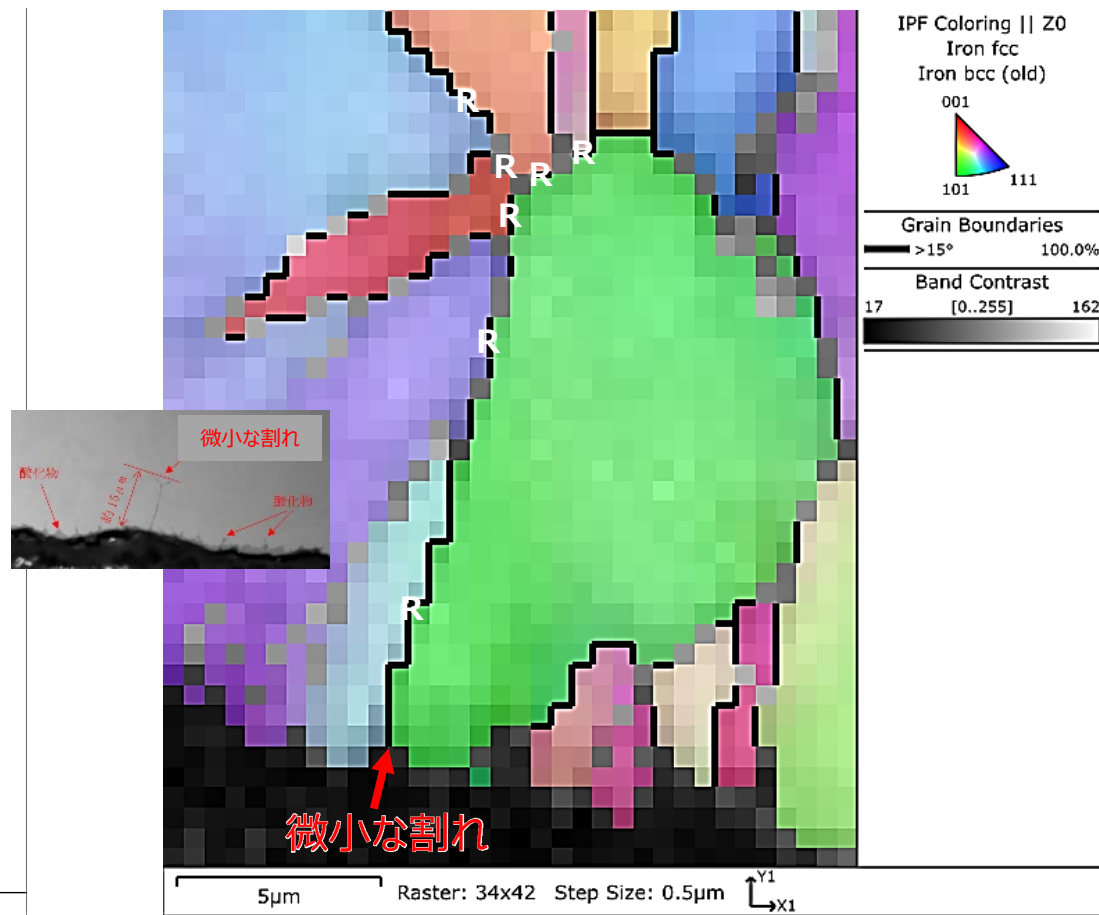 IPF Coloring || Z0
Iron fcc
Iron bcc (old)
001
101
111
Grain Boundaries
>15°
100.0%
Band Contrast
17
[0..255]
162
R
R
R
R
R
R
R
微小な割れ
酸化物
約15μm
酸化物
微小な割れ
5μm
Raster: 34x42 Step Size: 0.5μm
Y1
X1